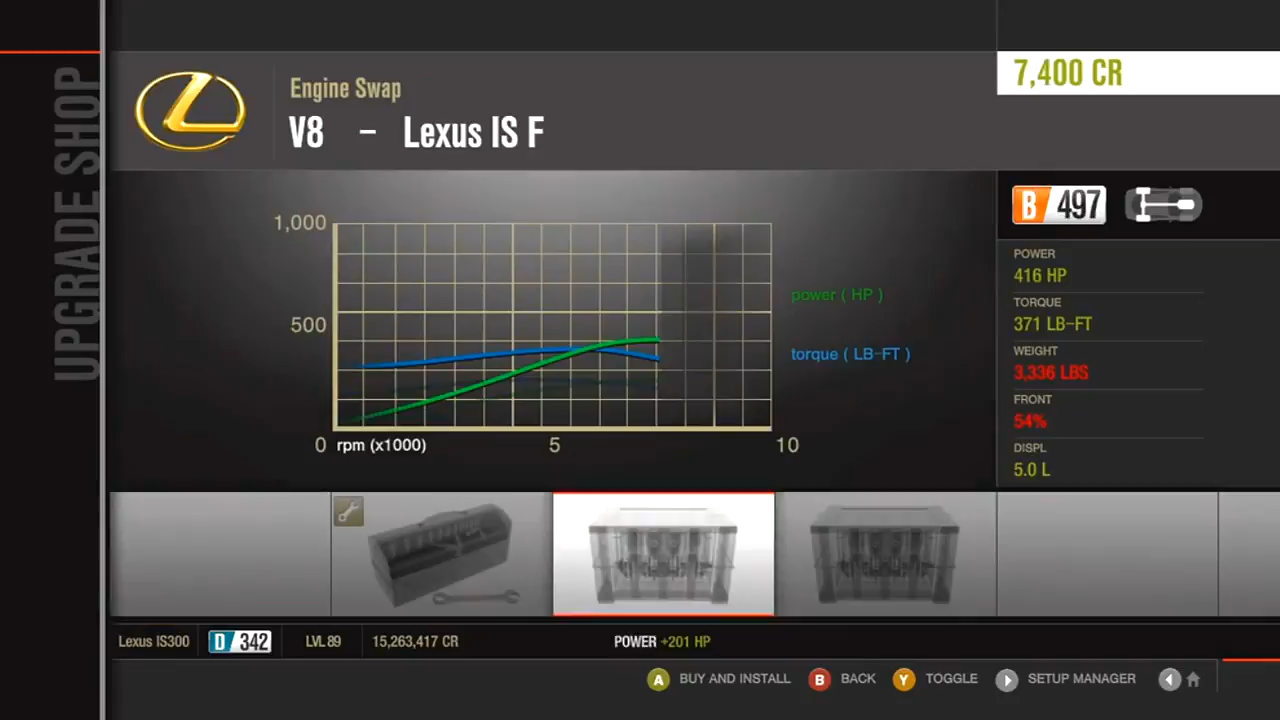 UPGRADE SHOP
Engine Swap
V8 – Lexus IS F
7,400 CR
B 497
POWER
416 HP
TORQUE
371 LB-FT
WEIGHT
3,336 LBS
FRONT
54%
DISPL
5.0 L
1,000
500
0 rpm (x1000) 5 10
power ( HP )
torque ( LB-FT )
Lexus IS300 D 342 LVL 89 15,263,417 CR POWER +201 HP
A BUY AND INSTALL B BACK Y TOGGLE SETUP MANAGER